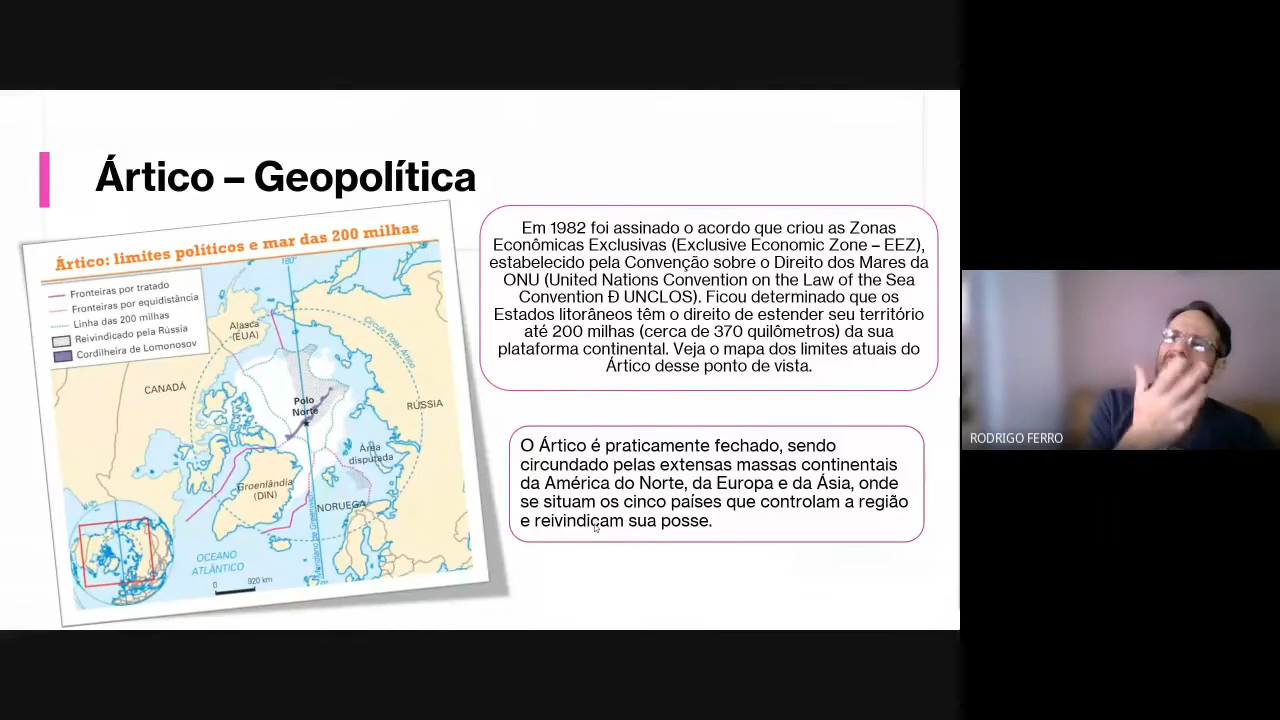 Ártico – Geopolítica
Ártico: limites políticos e mar das 200 milhas
Fronteiras por tratado
Fronteiras por equidistância
Linha das 200 milhas
Reivindicado pela Rússia
Cordilheira de Lomonosov
180°
Alasca
(EUA)
Círculo Polar Ártico
CANADÁ
Polo
Norte
RÚSSIA
Área
disputada
Groenlândia
(DIN)
NORUEGA
Meridiano de Greenwich
OCEANO
ATLÂNTICO
0 920 km
Em 1982 foi assinado o acordo que criou as Zonas
Econômicas Exclusivas (Exclusive Economic Zone – EEZ),
estabelecido pela Convenção sobre o Direito dos Mares da
ONU (United Nations Convention on the Law of the Sea
Convention Ð UNCLOS). Ficou determinado que os
Estados litorâneos têm o direito de estender seu território
até 200 milhas (cerca de 370 quilômetros) da sua
plataforma continental. Veja o mapa dos limites atuais do
Ártico desse ponto de vista.
O Ártico é praticamente fechado, sendo
circundado pelas extensas massas continentais
da América do Norte, da Europa e da Ásia, onde
se situam os cinco países que controlam a região
e reivindicam sua posse.
RODRIGO FERRO